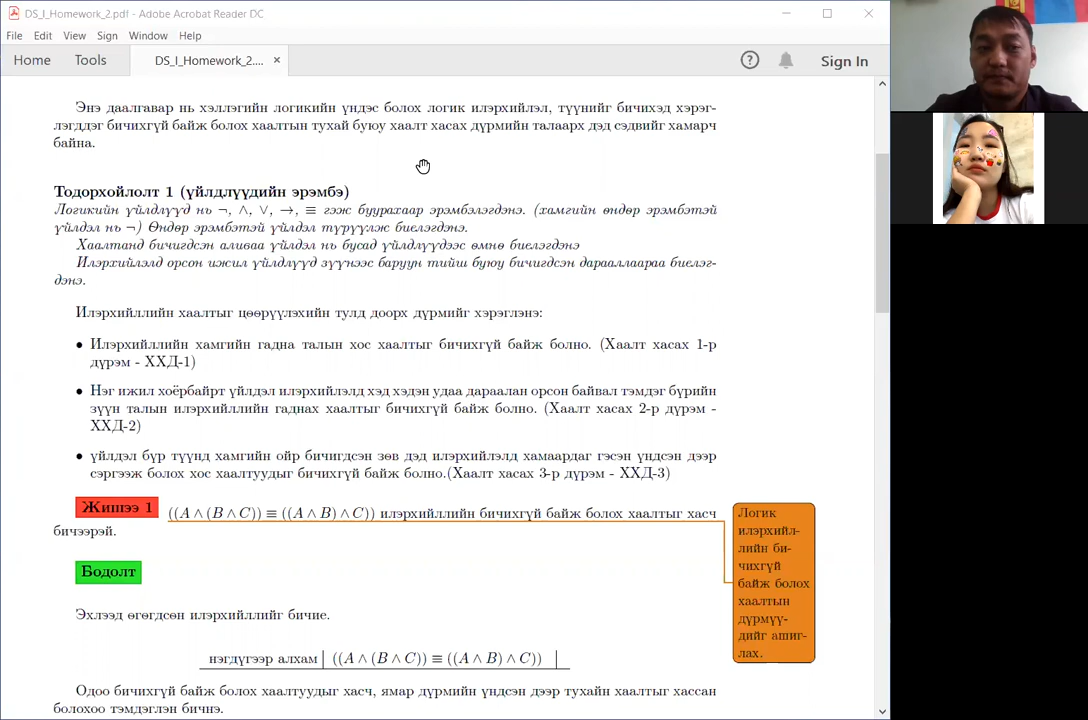 DS_I_Homework_2.pdf - Adobe Acrobat Reader DC
File Edit View Sign Window Help
Home Tools DS_I_Homework_2.... × Sign In
Энэ даалгавар нь хэллэгийн логикийн үндэс болох логик илэрхийлэл, түүнийг бичихэд хэрэг-
лэгддэг бичихгүй байж болох хаалтын тухай буюу хаалт хасах дүрмийн талаарх дэд сэдвийг хамарч
байна.
Тодорхойлолт 1 (үйлдлүүдийн эрэмбэ)
Логикийн үйлдлүүд нь ¬, ∧, ∨, →, ≡ гээж буурахаар эрэмбэлэгдэнэ. (хамгийн өндөр эрэмбэтэй
үйлдэл нь ¬) Өндөр эрэмбэтэй үйлдэл түрүүлж биелэгдэнэ.
Хаалтанд бичигдсэн аливаа үйлдэл нь бусад үйлдлүүдээс өмнө биелэгдэнэ
Илэрхийлэлд орсон ижил үйлдлүүд зүүнээс баруун тийш буюу бичигдсэн дарааллаараа биелэг-
дэнэ.
Илэрхийллийн хаалтыг цөөрүүлэхийн тулд доорх дүрмийг хэрэглэнэ:
• Илэрхийллийн хамгийн гадна талын хос хаалтыг бичихгүй байж болно. (Хаалт хасах 1-р
дүрэм - ХХД-1)
• Нэг ижил хоёрбайрт үйлдэл илэрхийлэлд хэд хэдэн удаа дараалан орсон байвал тэмдэг бүрийн
зүүн талын илэрхийллийн гаднах хаалтыг бичихгүй байж болно. (Хаалт хасах 2-р дүрэм -
ХХД-2)
• үйлдэл бүр түүнд хамгийн ойр бичигдсэн зөв дэд илэрхийлэлд хамаардаг гэсэн үндсэн дээр
сэргээж болох хос хаалтуудыг бичихгүй байж болно.(Хаалт хасах 3-р дүрэм - ХХД-3)
Жишээ 1 ((A ∧ (B ∧ C)) ≡ ((A ∧ B) ∧ C)) илэрхийллийн бичихгүй байж болох хаалтыг хасч
бичээрэй.
Логик
илэрхийл-
лийн би-
чихгүй
байж болох
хаалтын
дүрмүү-
дийг ашиг-
лах.
Бодолт
Эхлээд өгөгдсөн илэрхийллийг бичие.
нэгдүгээр алхам | ((A ∧ (B ∧ C)) ≡ ((A ∧ B) ∧ C)) |
Одоо бичихгүй байж болох хаалтуудыг хасч, ямар дүрмийн үндсэн дээр тухайн хаалтыг хассан
болохоо тэмдэглэн бичнэ.